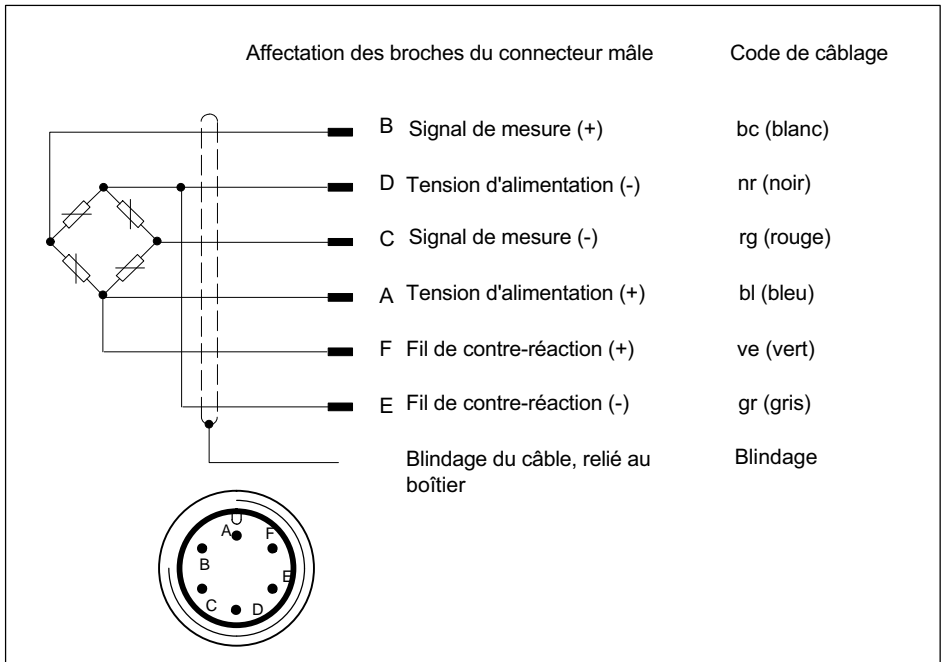 Affectation des broches du connecteur mâle Code de câblage
B Signal de mesure (+) bc (blanc)
D Tension d'alimentation (-) nr (noir)
C Signal de mesure (-) rg (rouge)
A Tension d'alimentation (+) bl (bleu)
F Fil de contre-réaction (+) ve (vert)
E Fil de contre-réaction (-) gr (gris)
Blindage du câble, relié au Blindage
boîtier
A F
B E
C D